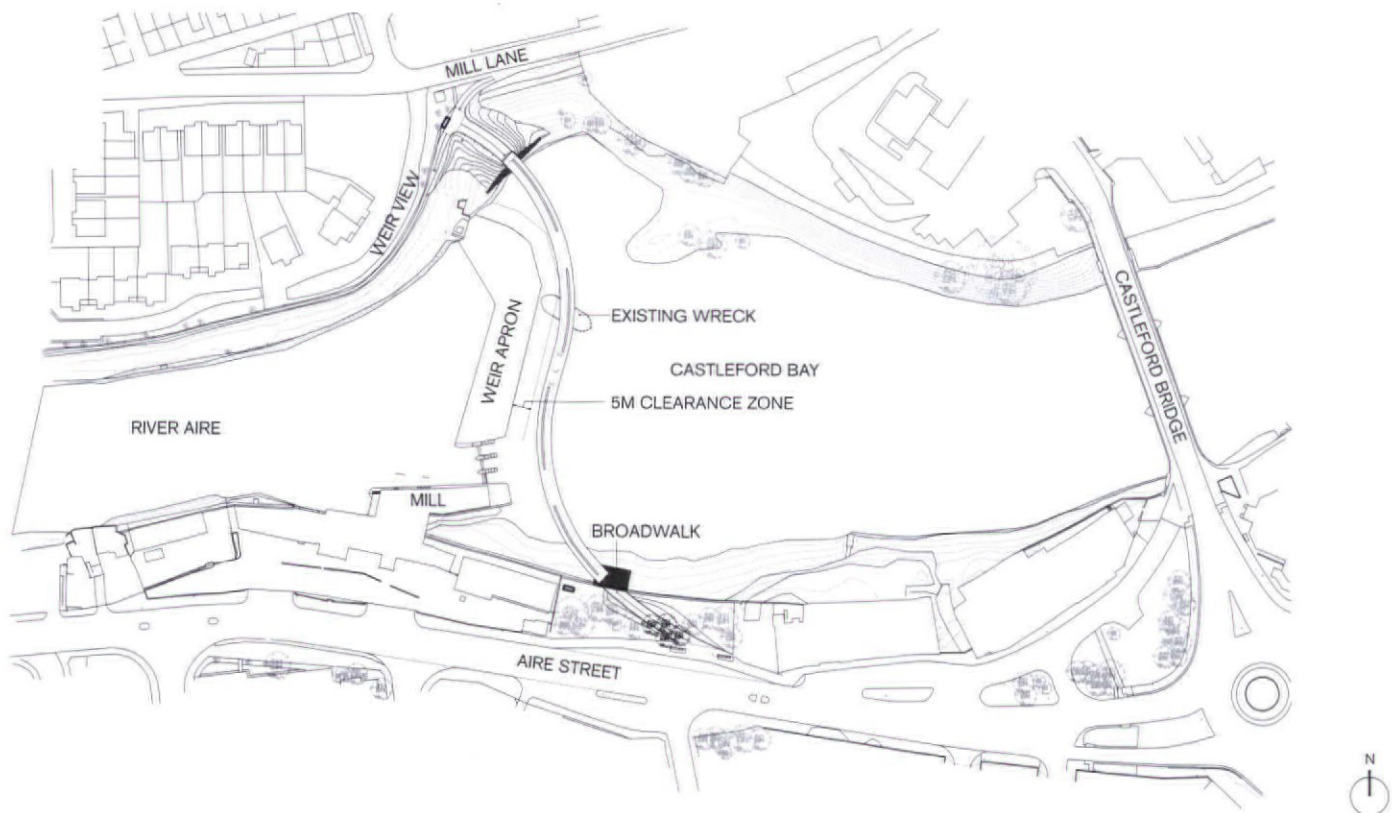 MILL LANE
WEIR VIEW
EXISTING WRECK
WEIR APRON
CASTLEFORD BAY
CASTLEFORD BRIDGE
5M CLEARANCE ZONE
RIVER AIRE
MILL
BROADWALK
AIRE STREET
N